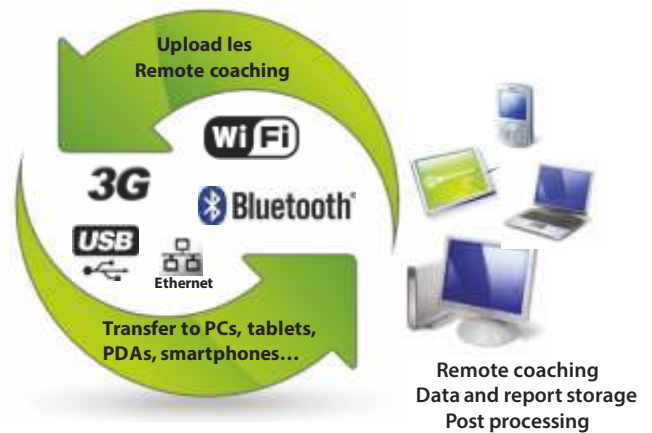 Upload les
Remote coaching
WiFi
3G
Bluetooth
USB
Ethernet
Transfer to PCs, tablets,
PDAs, smartphones…
Remote coaching
Data and report storage
Post processing